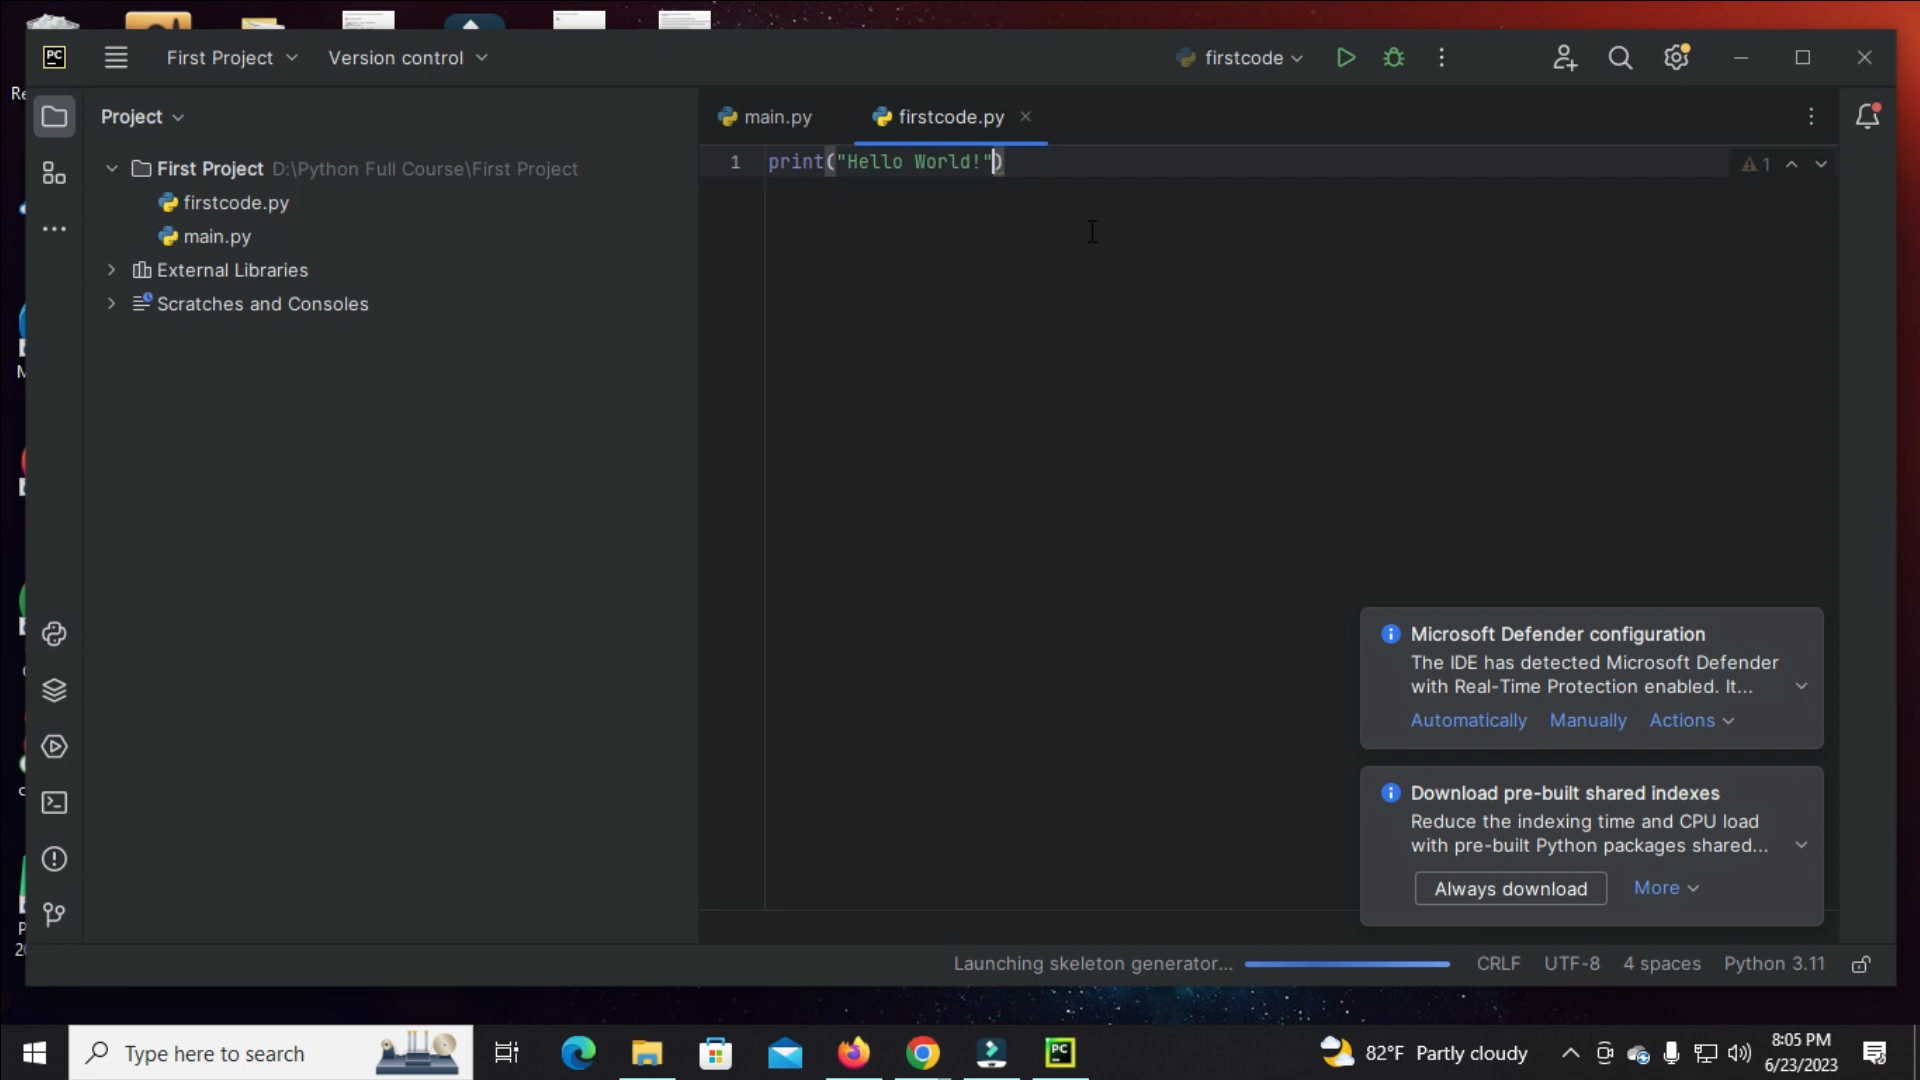 PC
First Project
Version control
firstcode
Project
main.py
firstcode.py
First Project D:\Python Full Course\First Project
firstcode.py
main.py
External Libraries
Scratches and Consoles
1
print("Hello World!")
1
Microsoft Defender configuration
The IDE has detected Microsoft Defender
with Real-Time Protection enabled. It...
Automatically Manually Actions
Download pre-built shared indexes
Reduce the indexing time and CPU load
with pre-built Python packages shared...
Always download More
Launching skeleton generator...
CRLF UTF-8 4 spaces Python 3.11
Type here to search
PC
82°F Partly cloudy
8:05 PM
6/23/2023